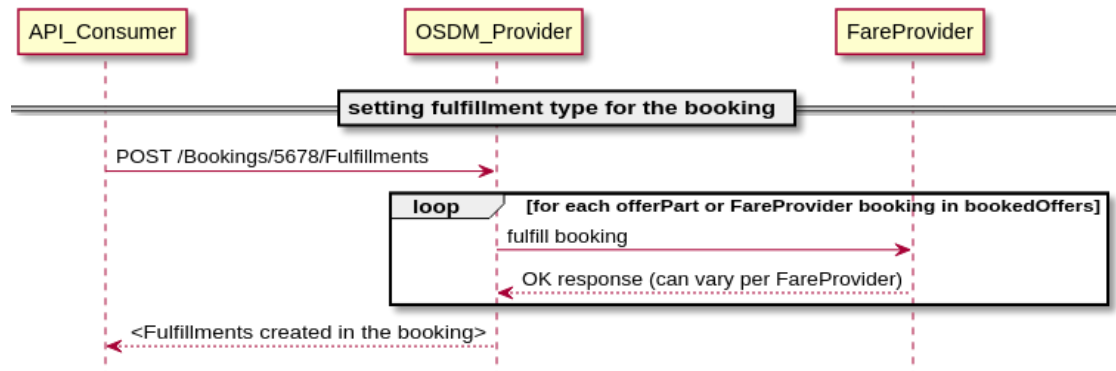 API_Consumer OSDM_Provider FareProvider
setting fulfillment type for the booking
POST /Bookings/5678/Fulfillments
loop [for each offerPart or FareProvider booking in bookedOffers]
fulfill booking
OK response (can vary per FareProvider)
<Fulfillments created in the booking>